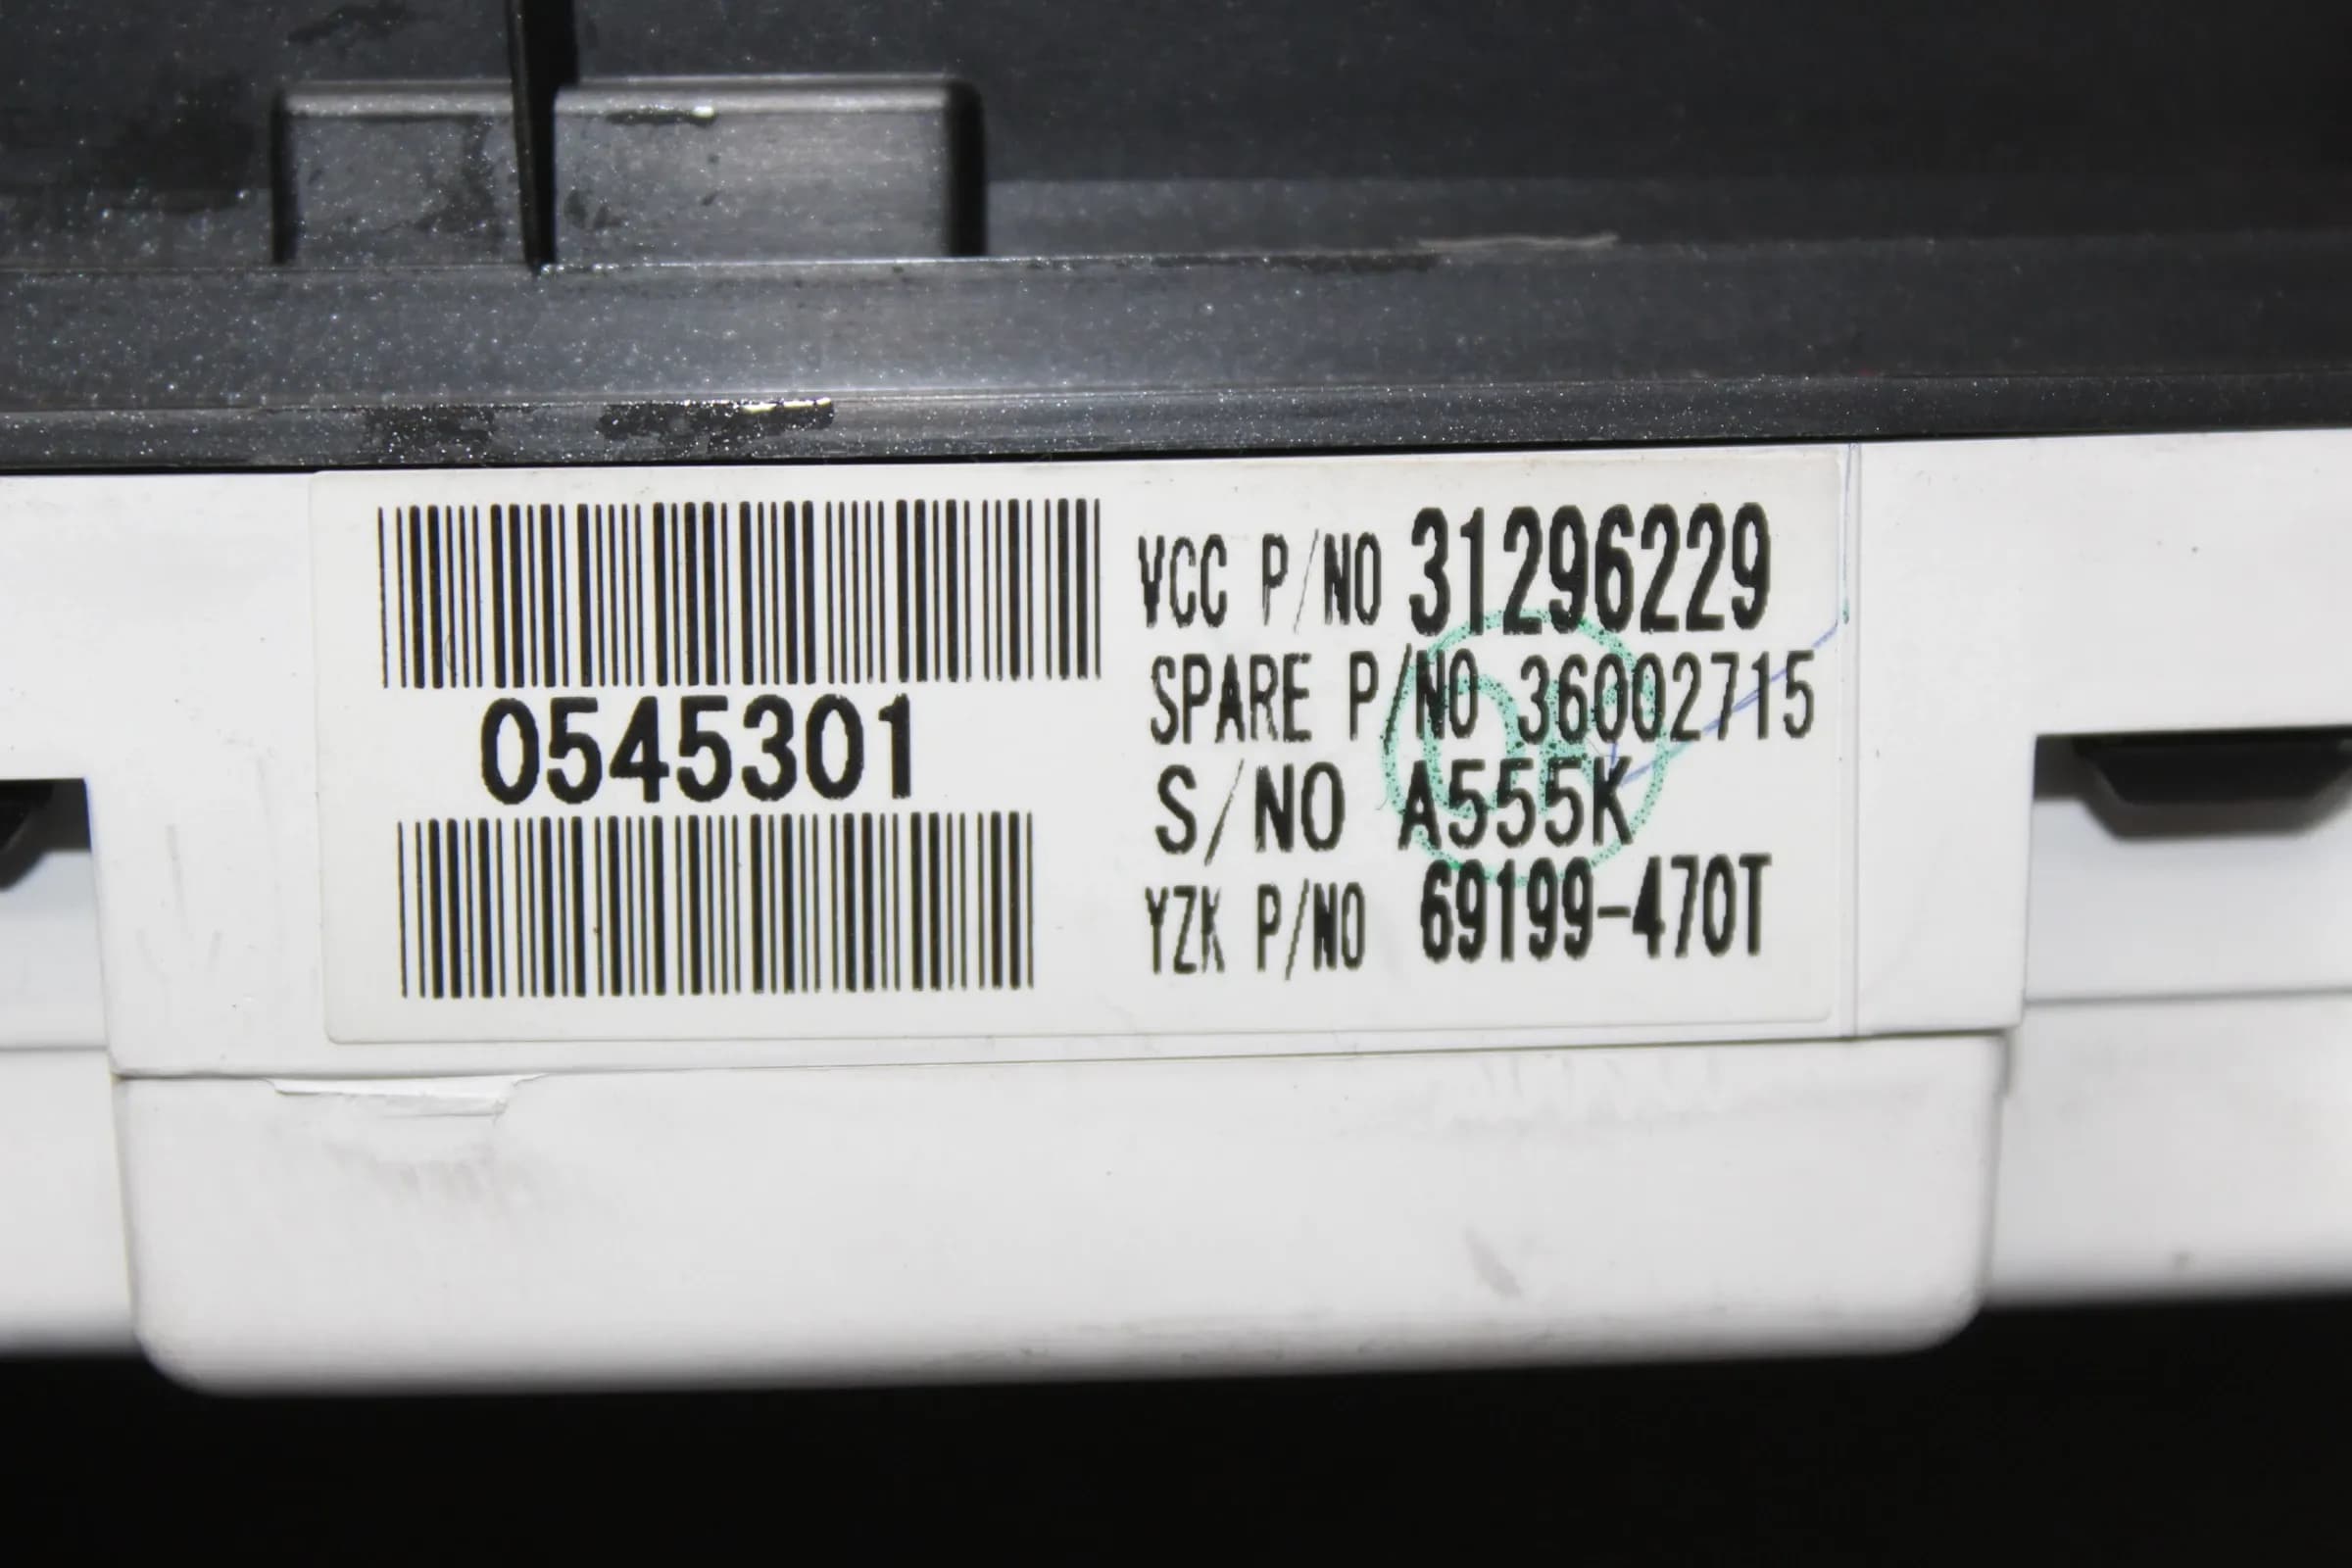 0545301
VCC P/NO 31296229
SPARE P/NO 36002715
S/NO A555K
YZK P/NO 69199-470T